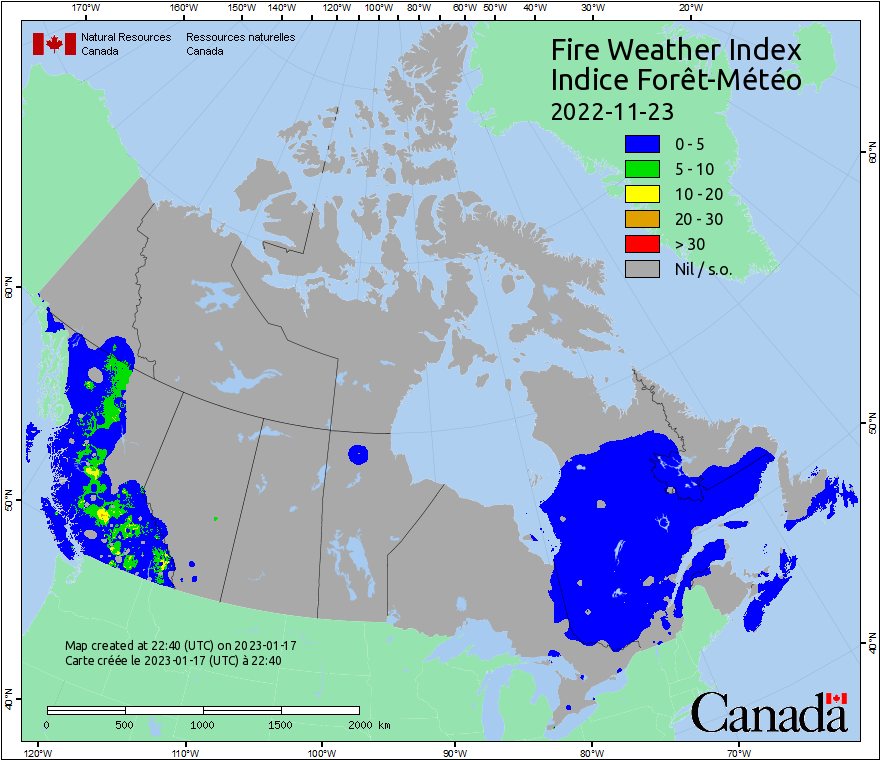 170°W 160°W 150°W 140°W 130°W 120°W 110°W 100°W 90°W 80°W 70°W 60°W 50°W 40°W 30°W 20°W
Natural Resources Ressources naturelles
Canada Canada
Fire Weather Index
Indice Forêt-Météo
2022-11-23
0 - 5
5 - 10
10 - 20
20 - 30
> 30
Nil / s.o.
60°N
60°N
50°N
50°N
40°N
40°N
Map created at 22:40 (UTC) on 2023-01-17
Carte créée le 2023-01-17 (UTC) à 22:40
0 500 1000 1500 2000 km
Canada
120°W 110°W 100°W 90°W 80°W 70°W